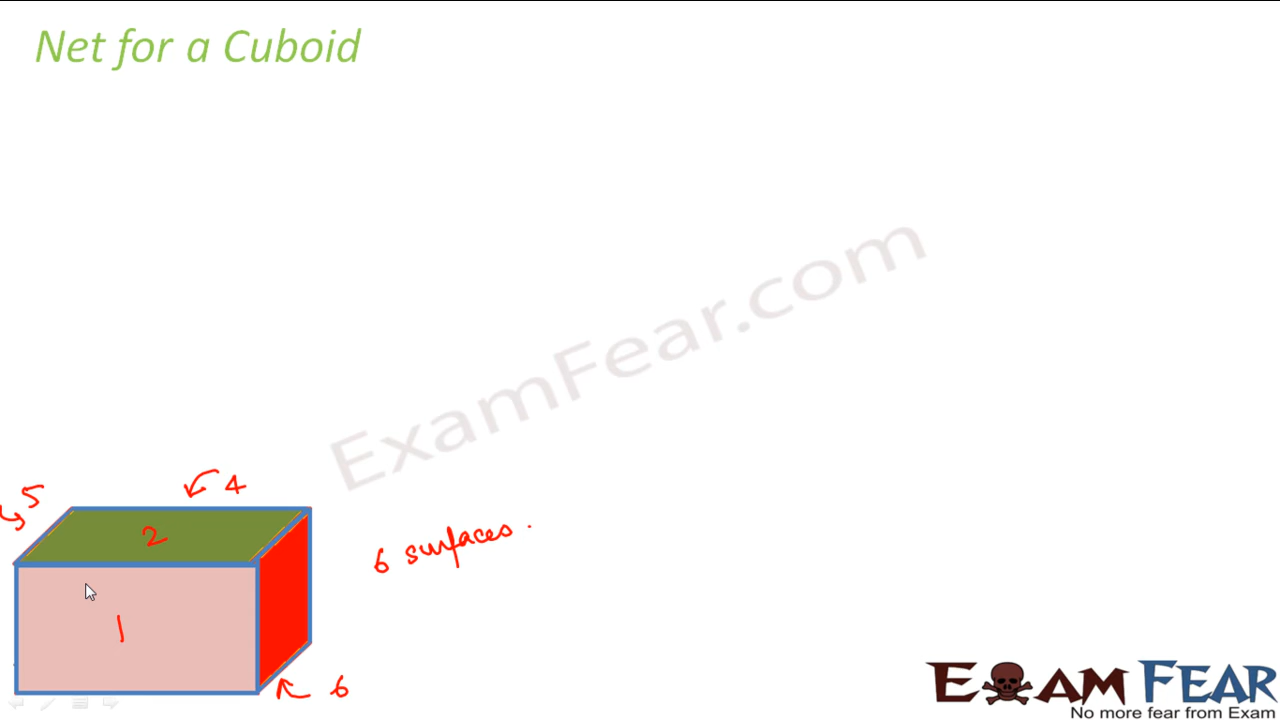 Net for a Cuboid
ExamFear.com
5
4
2
6 surfaces.
1
6
EXAMFEAR
No more fear from Exam